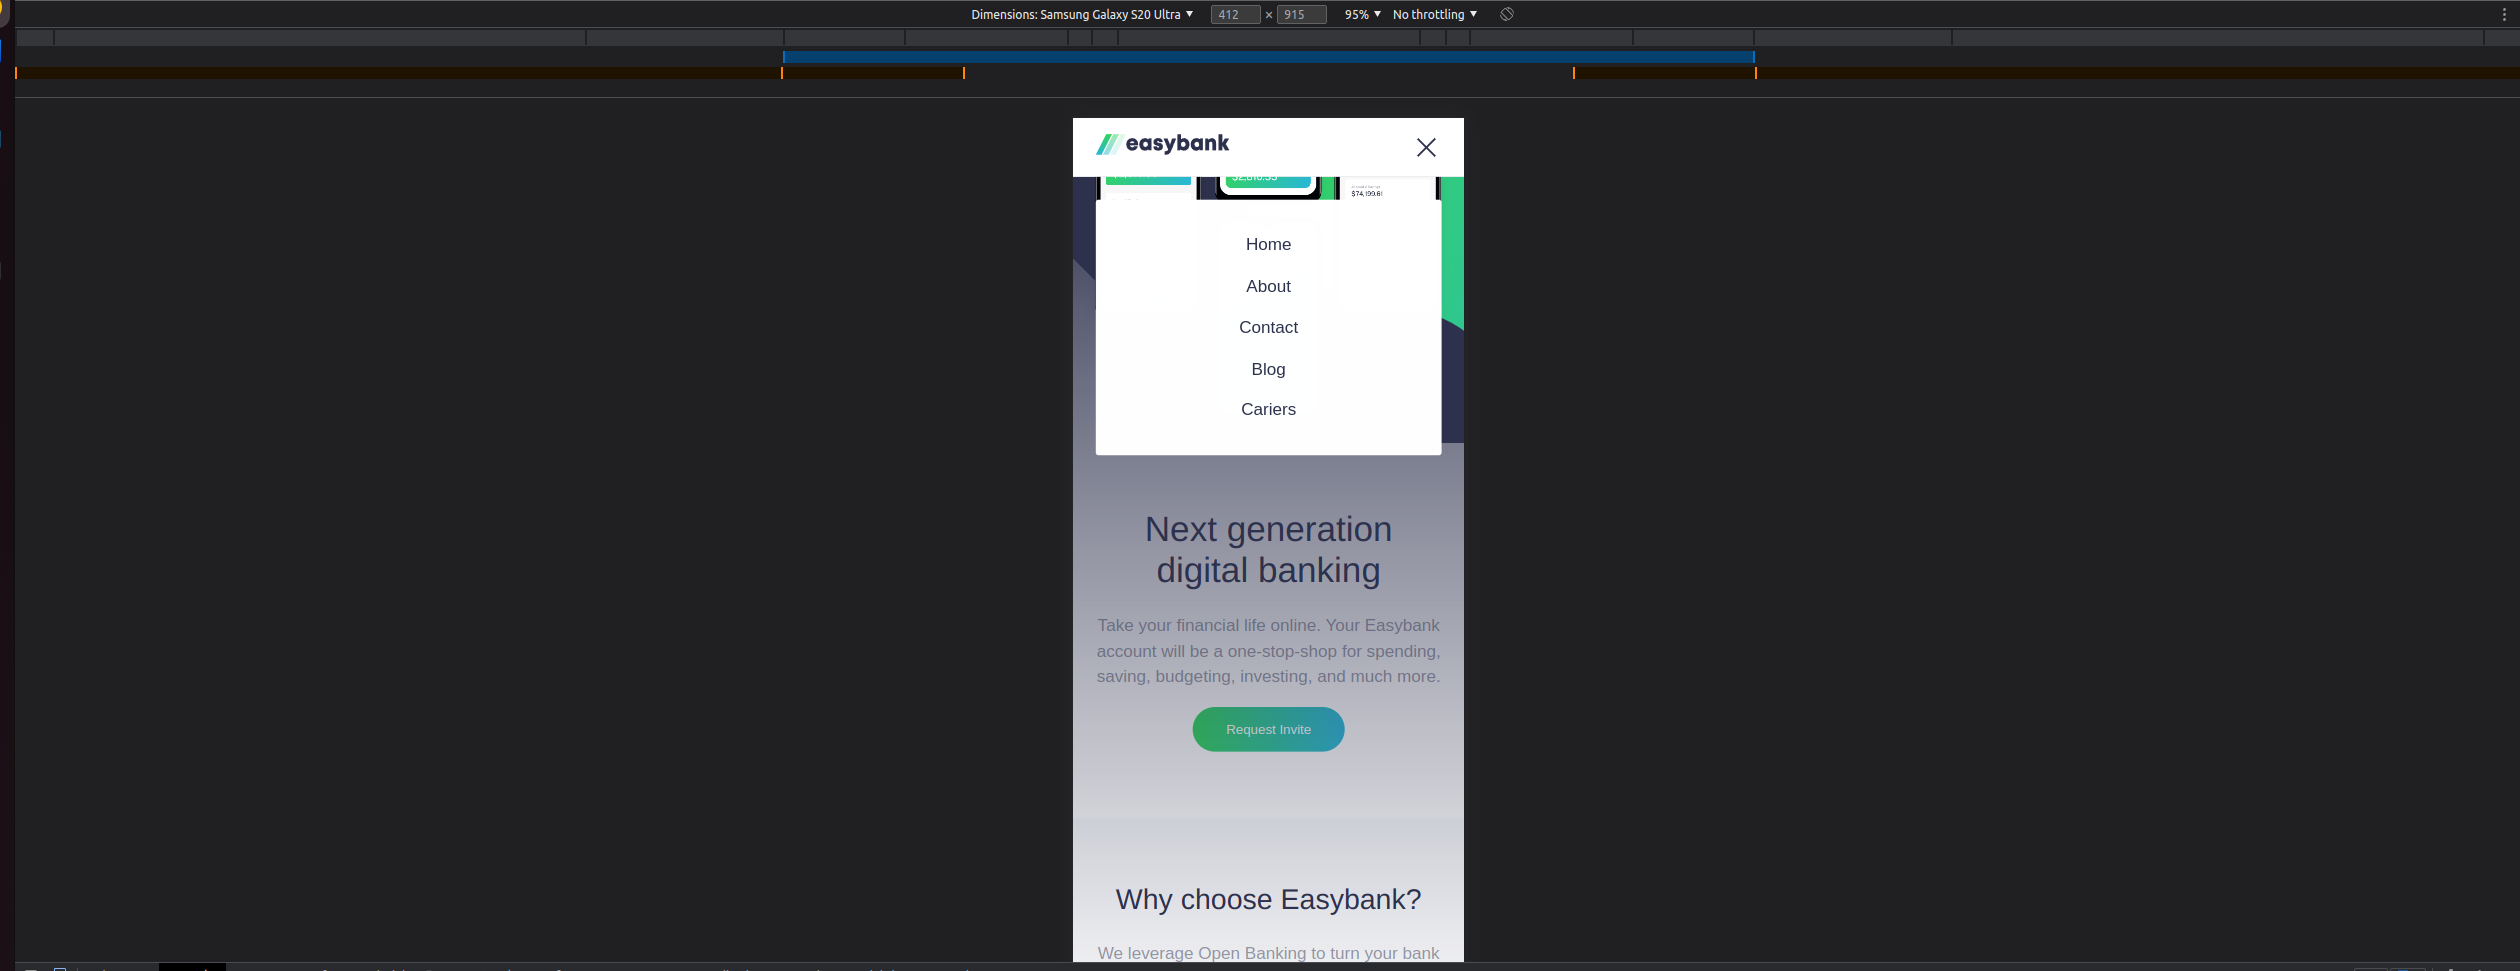 Dimensions: Samsung Galaxy S20 Ultra 412 × 915 95% No throttling
easybank
$74,199.61
Home
About
Contact
Blog
Cariers
Next generation
digital banking
Take your financial life online. Your Easybank
account will be a one-stop-shop for spending,
saving, budgeting, investing, and much more.
Request Invite
Why choose Easybank?
We leverage Open Banking to turn your bank